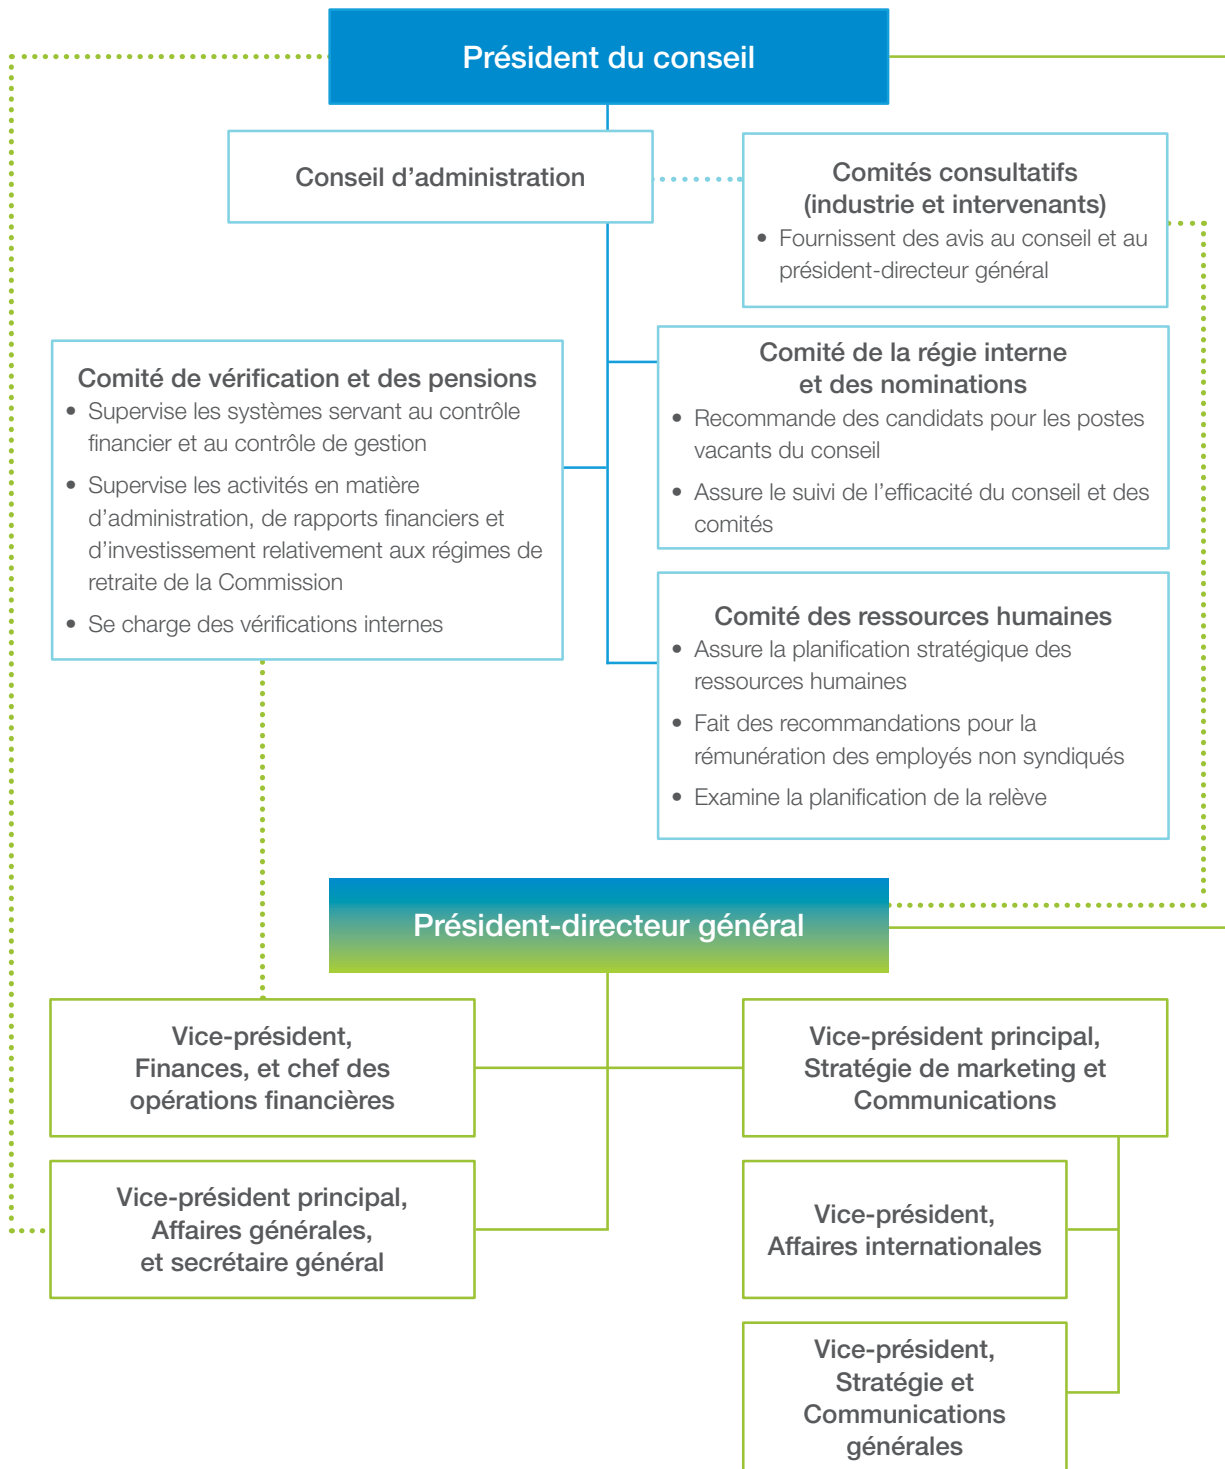 Président du conseil
Conseil d'administration
Comités consultatifs
(industrie et intervenants)
• Fournissent des avis au conseil et au
président-directeur général
Comité de vérification et des pensions
• Supervise les systèmes servant au contrôle
financier et au contrôle de gestion
• Supervise les activités en matière
d'administration, de rapports financiers et
d'investissement relativement aux régimes de
retraite de la Commission
• Se charge des vérifications internes
Comité de la régie interne
et des nominations
• Recommande des candidats pour les postes
vacants du conseil
• Assure le suivi de l'efficacité du conseil et des
comités
Comité des ressources humaines
• Assure la planification stratégique des
ressources humaines
• Fait des recommandations pour la
rémunération des employés non syndiqués
• Examine la planification de la relève
Président-directeur général
Vice-président,
Finances, et chef des
opérations financières
Vice-président principal,
Stratégie de marketing et
Communications
Vice-président principal,
Affaires générales,
et secrétaire général
Vice-président,
Affaires internationales
Vice-président,
Stratégie et
Communications
générales